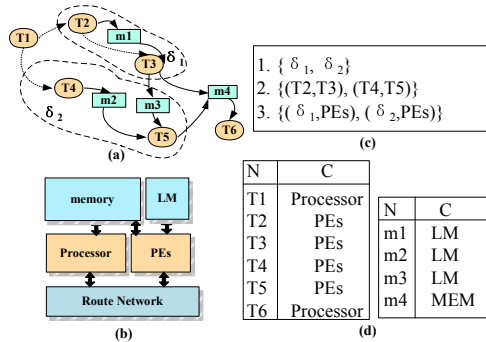 T1
T2
m1
T3
δ1
T4
m2
m3
T5
δ2
m4
T6
(a)
1. { δ1, δ2}
2. {(T2,T3), (T4,T5)}
3. {( δ1,PEs), ( δ2,PEs)}
(c)
memory
LM
Processor
PEs
Route Network
(b)
N C
T1 Processor
T2 PEs
T3 PEs
T4 PEs
T5 PEs
T6 Processor
N C
m1 LM
m2 LM
m3 LM
m4 MEM
(d)